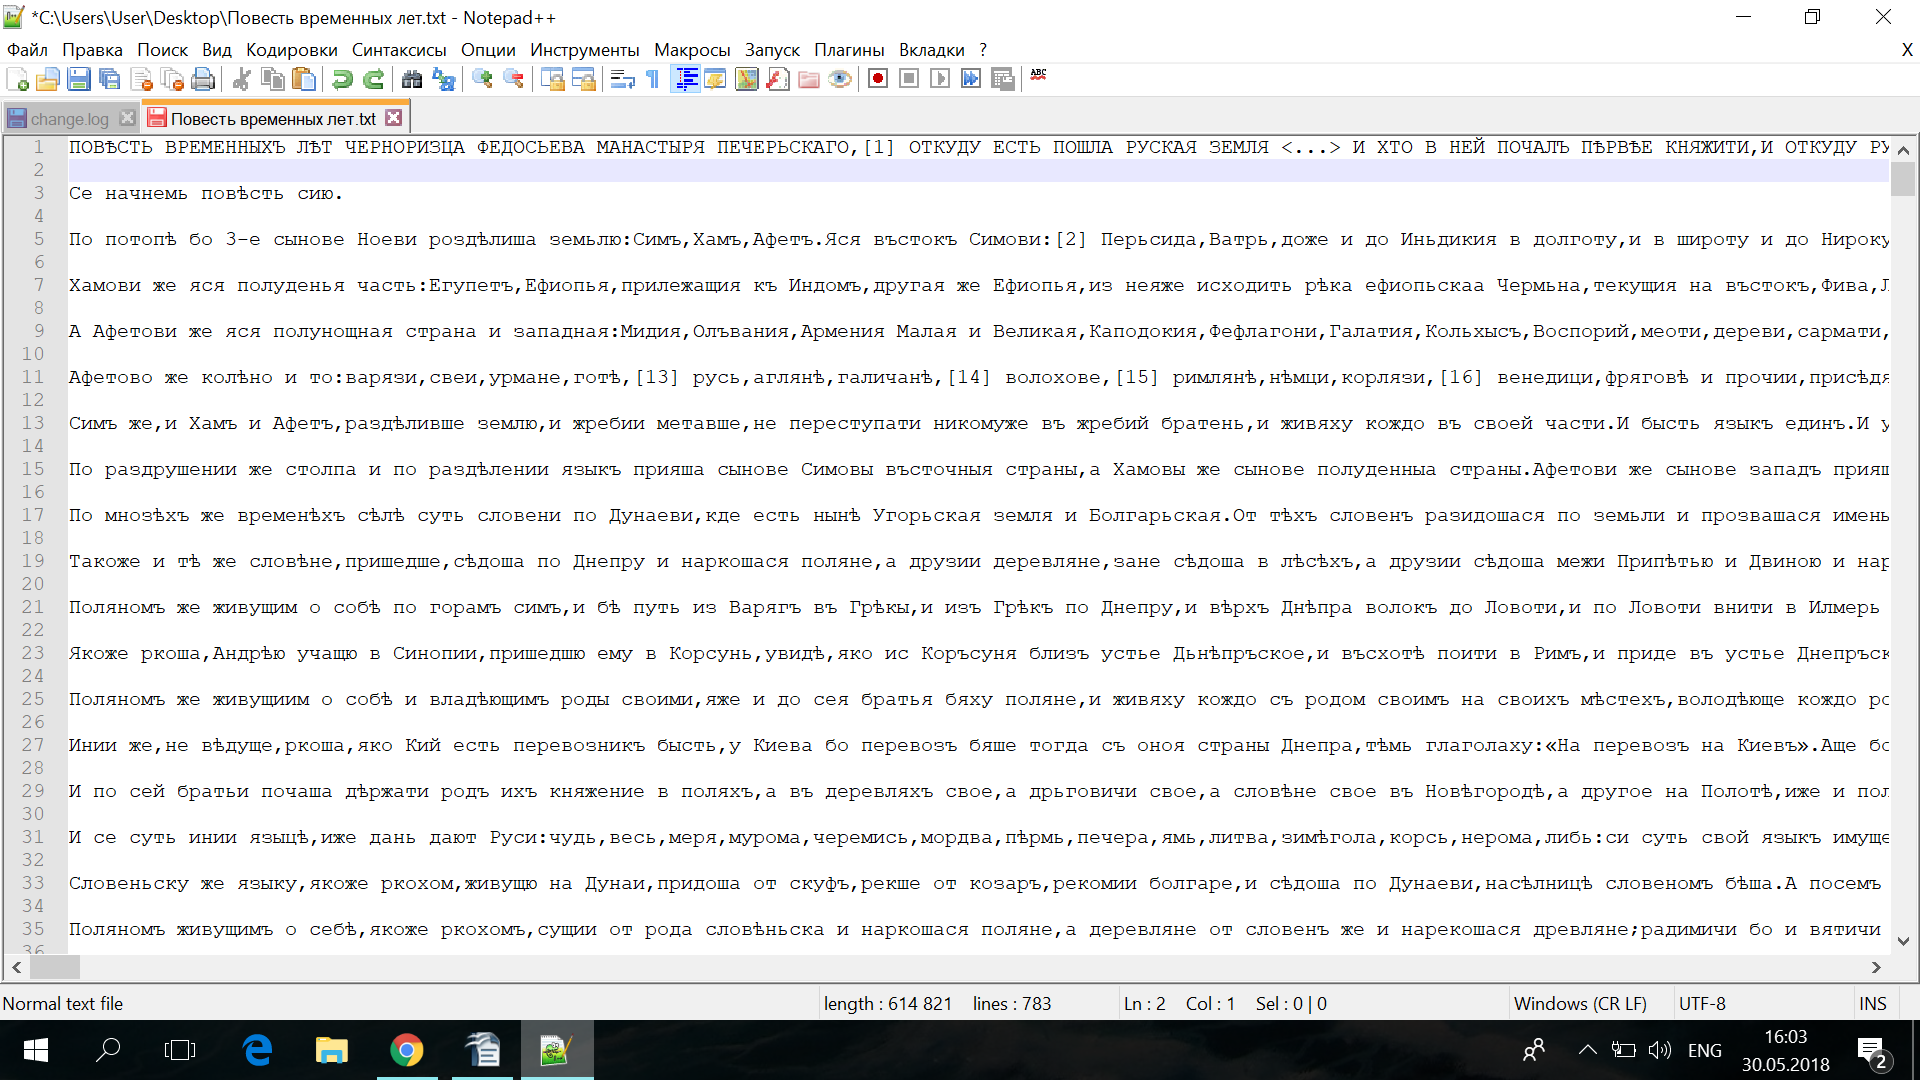 *C:\Users\User\Desktop\Повесть временных лет.txt - Notepad++
Файл Правка Поиск Вид Кодировки Синтаксисы Опции Инструменты Макросы Запуск Плагины Вкладки ? X
ABC
change.log Повесть временных лет.txt
1 ПОВѢСТЬ ВРЕМЕННЫХЪ ЛѢТ ЧЕРНОРИЗЦА ФЕДОСЬЕВА МАНАСТЫРЯ ПЕЧЕРЬСКАГО,[1] ОТКУДУ ЕСТЬ ПОШЛА РУСКАЯ ЗЕМЛЯ <...> И ХТО В НЕЙ ПОЧАЛЪ ПѢРВѢЕ КНЯЖИТИ,И ОТКУДУ РУ
2
3 Се начнемь повѣсть сию.
4
5 По потопѣ бо 3-е сынове Ноеви роздѣлиша земьлю:Симъ,Хамъ,Афетъ.Яся въстокъ Симови:[2] Перьсида,Ватрь,доже и до Иньдикия в долготу,и в широту и до Нироку
6
7 Хамови же яся полуденья часть:Егупетъ,Ефиопья,прилежащия къ Индомъ,другая же Ефиопья,из неяже исходить рѣка ефиопьскаа Чермьна,текущия на въстокъ,Фива,Л
8
9 А Афетови же яся полунощная страна и западная:Мидия,Олъвания,Армения Малая и Великая,Каподокия,Фефлагони,Галатия,Кольхысъ,Воспорий,меоти,дереви,сармати,
10
11 Афетово же колѣно и то:варязи,свеи,урмане,готѣ,[13] русь,аглянѣ,галичанѣ,[14] волохове,[15] римлянѣ,нѣмци,корлязи,[16] венедици,фряговѣ и прочии,присѣдя
12
13 Симъ же,и Хамъ и Афетъ,раздѣливше землю,и жребии метавше,не переступати никомуже въ жребий братень,и живяху кождо въ своей части.И бысть языкъ единъ.И у
14
15 По раздрушении же столпа и по раздѣлении языкъ прияша сынове Симовы въсточныя страны,а Хамовы же сынове полуденныа страны.Афетови же сынове западъ прияш
16
17 По мнозѣхъ же временѣхъ сѣлѣ суть словени по Дунаеви,кде есть нынѣ Угорьская земля и Болгарьская.От тѣхъ словенъ разидошася по земьли и прозвашася имень
18
19 Такоже и тѣ же словѣне,пришедше,сѣдоша по Днепру и наркошася поляне,а друзии деревляне,зане сѣдоша в лѣсѣхъ,а друзии сѣдоша межи Припѣтью и Двиною и нар
20
21 Поляномъ же живущим о собѣ по горамъ симъ,и бѣ путь из Варягъ въ Грѣкы,и изъ Грѣкъ по Днепру,и вѣрхъ Днѣпра волокъ до Ловоти,и по Ловоти внити в Илмерь
22
23 Якоже ркоша,Андрѣю учащю в Синопии,пришедшю ему в Корсунь,увидѣ,яко ис Коръсуня близъ устье Дьнѣпръское,и въсхотѣ поити в Римъ,и приде въ устье Днепръск
24
25 Поляномъ же живущиим о собѣ и владѣющимъ роды своими,яже и до сея братья бяху поляне,и живяху кождо съ родом своимъ на своихъ мѣстехъ,володѣюще кождо ро
26
27 Инии же,не вѣдуще,ркоша,яко Кий есть перевозникъ бысть,у Киева бо перевозъ бяше тогда съ оноя страны Днепра,тѣмь глаголаху:«На перевозъ на Киевъ».Аще бо
28
29 И по сей братьи почаша дѣржати родъ ихъ княжение в поляхъ,а въ деревляхъ свое,а дрьговичи свое,а словѣне свое въ Новѣгородѣ,а другое на Полотѣ,иже и пол
30
31 И се суть инии языцѣ,иже дань дают Руси:чудь,весь,меря,мурома,черемись,мордва,пѣрмь,печера,ямь,литва,зимѣгола,корсь,нерома,либь:си суть свой языкъ имуще
32
33 Словеньску же языку,якоже ркохом,живущю на Дунаи,придоша от скуфъ,рекше от козаръ,рекомии болгаре,и сѣдоша по Дунаеви,насѣлницѣ словеномъ бѣша.А посемъ
34
35 Поляномъ живущимъ о себѣ,якоже ркохомъ,сущии от рода словѣньска и наркошася поляне,а деревляне от словенъ же и нарекошася древляне;радимичи бо и вятичи
36
Normal text file length : 614 821 lines : 783 Ln : 2 Col : 1 Sel : 0 | 0 Windows (CR LF) UTF-8 INS
ENG 16:03 2
30.05.2018